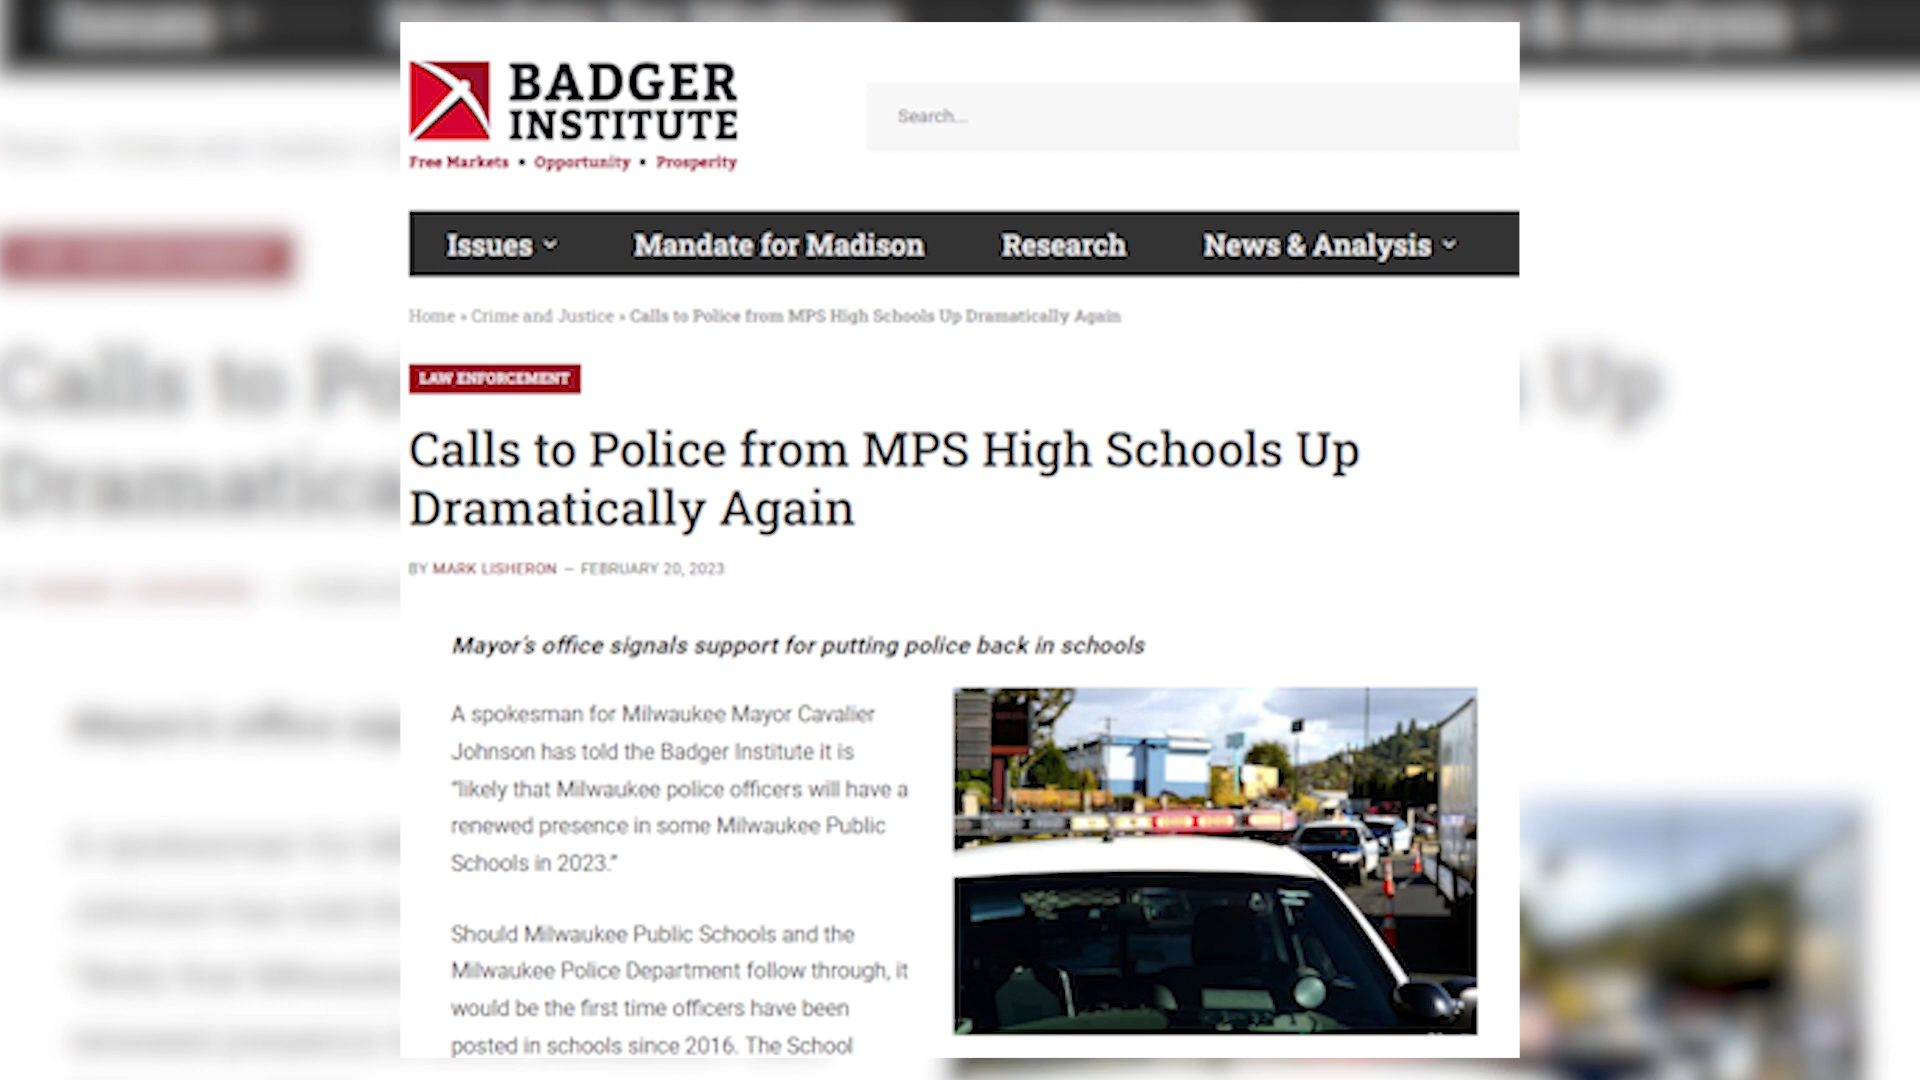 BADGER
INSTITUTE
Free Markets • Opportunity • Prosperity
Search...
Issues
Mandate for Madison
Research
News & Analysis
Home » Crime and Justice » Calls to Police from MPS High Schools Up Dramatically Again
LAW ENFORCEMENT
Calls to Police from MPS High Schools Up
Dramatically Again
BY MARK LISHERON — FEBRUARY 20, 2023
Mayor's office signals support for putting police back in schools
A spokesman for Milwaukee Mayor Cavalier
Johnson has told the Badger Institute it is
“likely that Milwaukee police officers will have a
renewed presence in some Milwaukee Public
Schools in 2023.”
Should Milwaukee Public Schools and the
Milwaukee Police Department follow through, it
would be the first time officers have been
posted in schools since 2016. The School